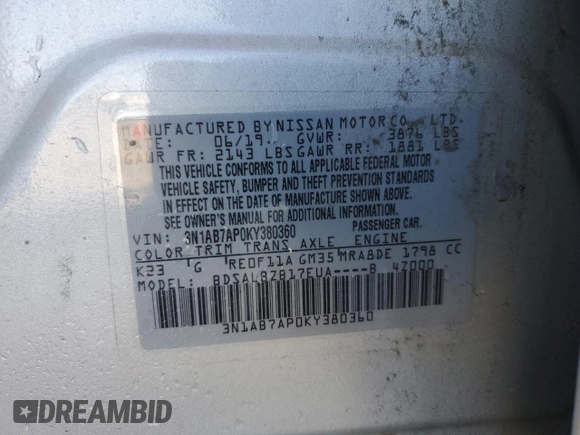 MANUFACTURED BY NISSAN MOTOR CO., LTD.
DATE: 06/19 GVWR: 3876 LBS
GAWR FR: 2143 LBS GAWR RR: 1881 LBS
THIS VEHICLE CONFORMS TO ALL APPLICABLE FEDERAL MOTOR
VEHICLE SAFETY, BUMPER AND THEFT PREVENTION STANDARDS
IN EFFECT ON THE DATE OF MANUFACTURE SHOWN ABOVE.
SEE OWNER'S MANUAL FOR ADDITIONAL INFORMATION.
VIN: 3N1AB7AP0KY380360 PASSENGER CAR.
COLOR TRIM TRANS AXLE ENGINE
K23 G RE0F11A GM35 MRA8DE 1798 CC
MODEL: BDSALBZB17EUA----B 4Z000
3N1AB7AP0KY380360
DREAMBID